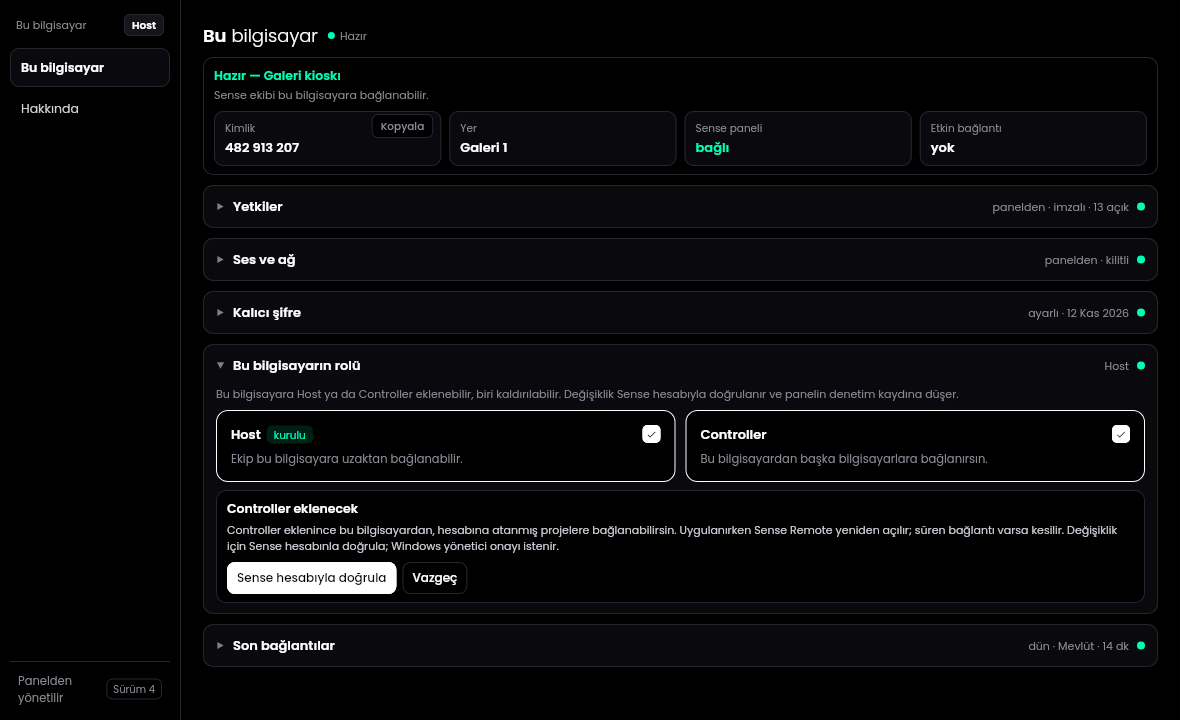 Bu bilgisayar
Host
Bu bilgisayar
Hakkında
Panelden
yönetilir
Sürüm 4
Bu bilgisayar
Hazır
Hazır — Galeri kioskı
Sense ekibi bu bilgisayara bağlanabilir.
Kimlik
Kopyala
482 913 207
Yer
Galeri 1
Sense paneli
bağlı
Etkin bağlantı
yok
Yetkiler
panelden · imzalı · 13 açık
Ses ve ağ
panelden · kilitli
Kalıcı şifre
ayarlı · 12 Kas 2026
Bu bilgisayarın rolü
Host
Bu bilgisayara Host ya da Controller eklenebilir, biri kaldırılabilir. Değişiklik Sense hesabıyla doğrulanır ve panelin denetim kaydına düşer.
Host kurulu
Ekip bu bilgisayara uzaktan bağlanabilir.
Controller
Bu bilgisayardan başka bilgisayarlara bağlanırsın.
Controller eklenecek
Controller eklenince bu bilgisayardan, hesabına atanmış projelere bağlanabilirsin. Uygulanırken Sense Remote yeniden açılır; süren bağlantı varsa kesilir. Değişiklik
için Sense hesabınla doğrula; Windows yönetici onayı istenir.
Sense hesabıyla doğrula
Vazgeç
Son bağlantılar
dün · Mevlüt · 14 dk